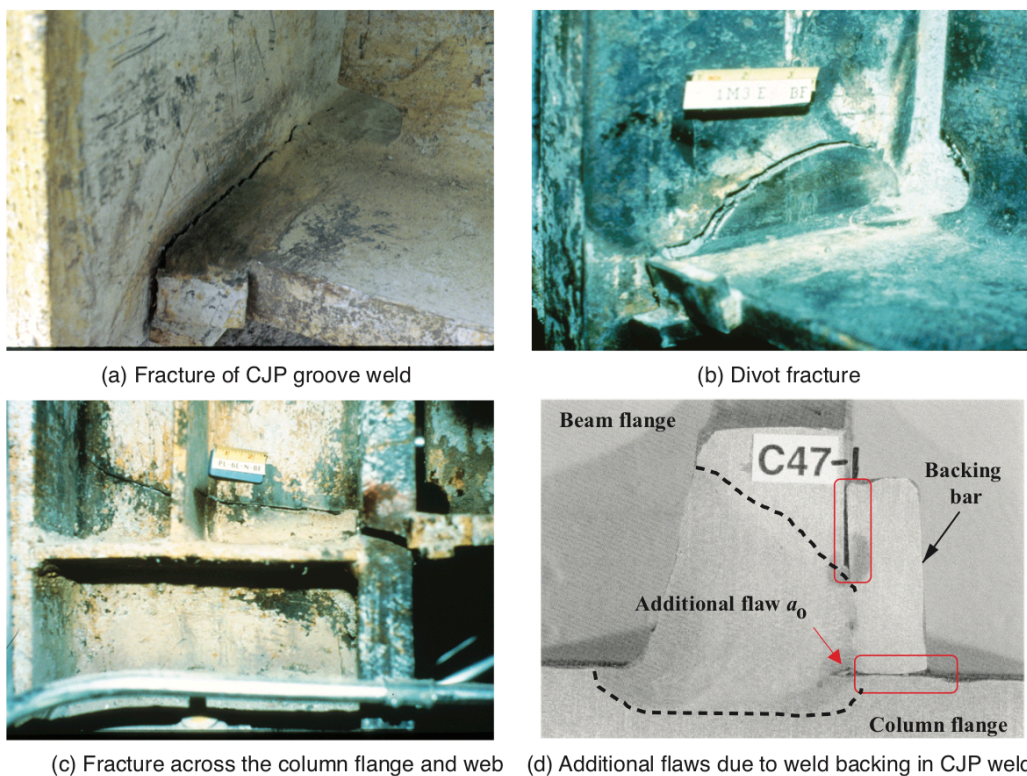 1M3 E BF
(a) Fracture of CJP groove weld
(b) Divot fracture
Beam flange
C47-
Backing
bar
Additional flaw aₒ
Column flange
(c) Fracture across the column flange and web
(d) Additional flaws due to weld backing in CJP weld